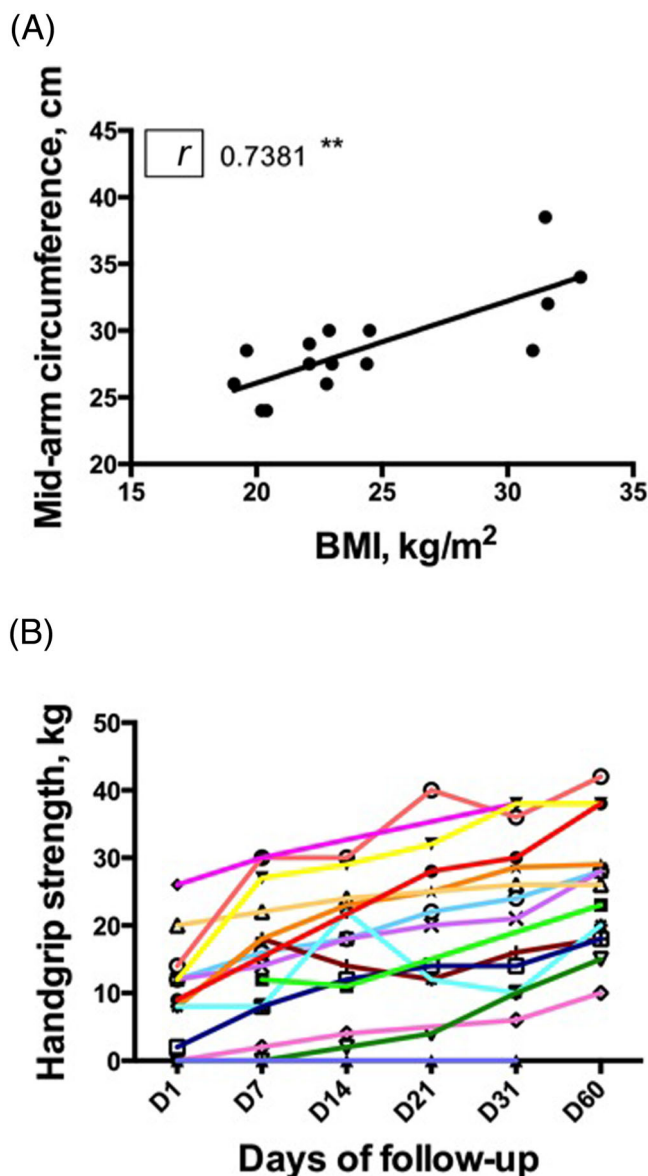 (A)
Mid-arm circumference, cm
45
40
35
30
25
20
r 0.7381 **
15 20 25 30 35
BMI, kg/m²
(B)
Handgrip strength, kg
50
40
30
20
10
0
D1 D7 D14 D21 D31 D60
Days of follow-up